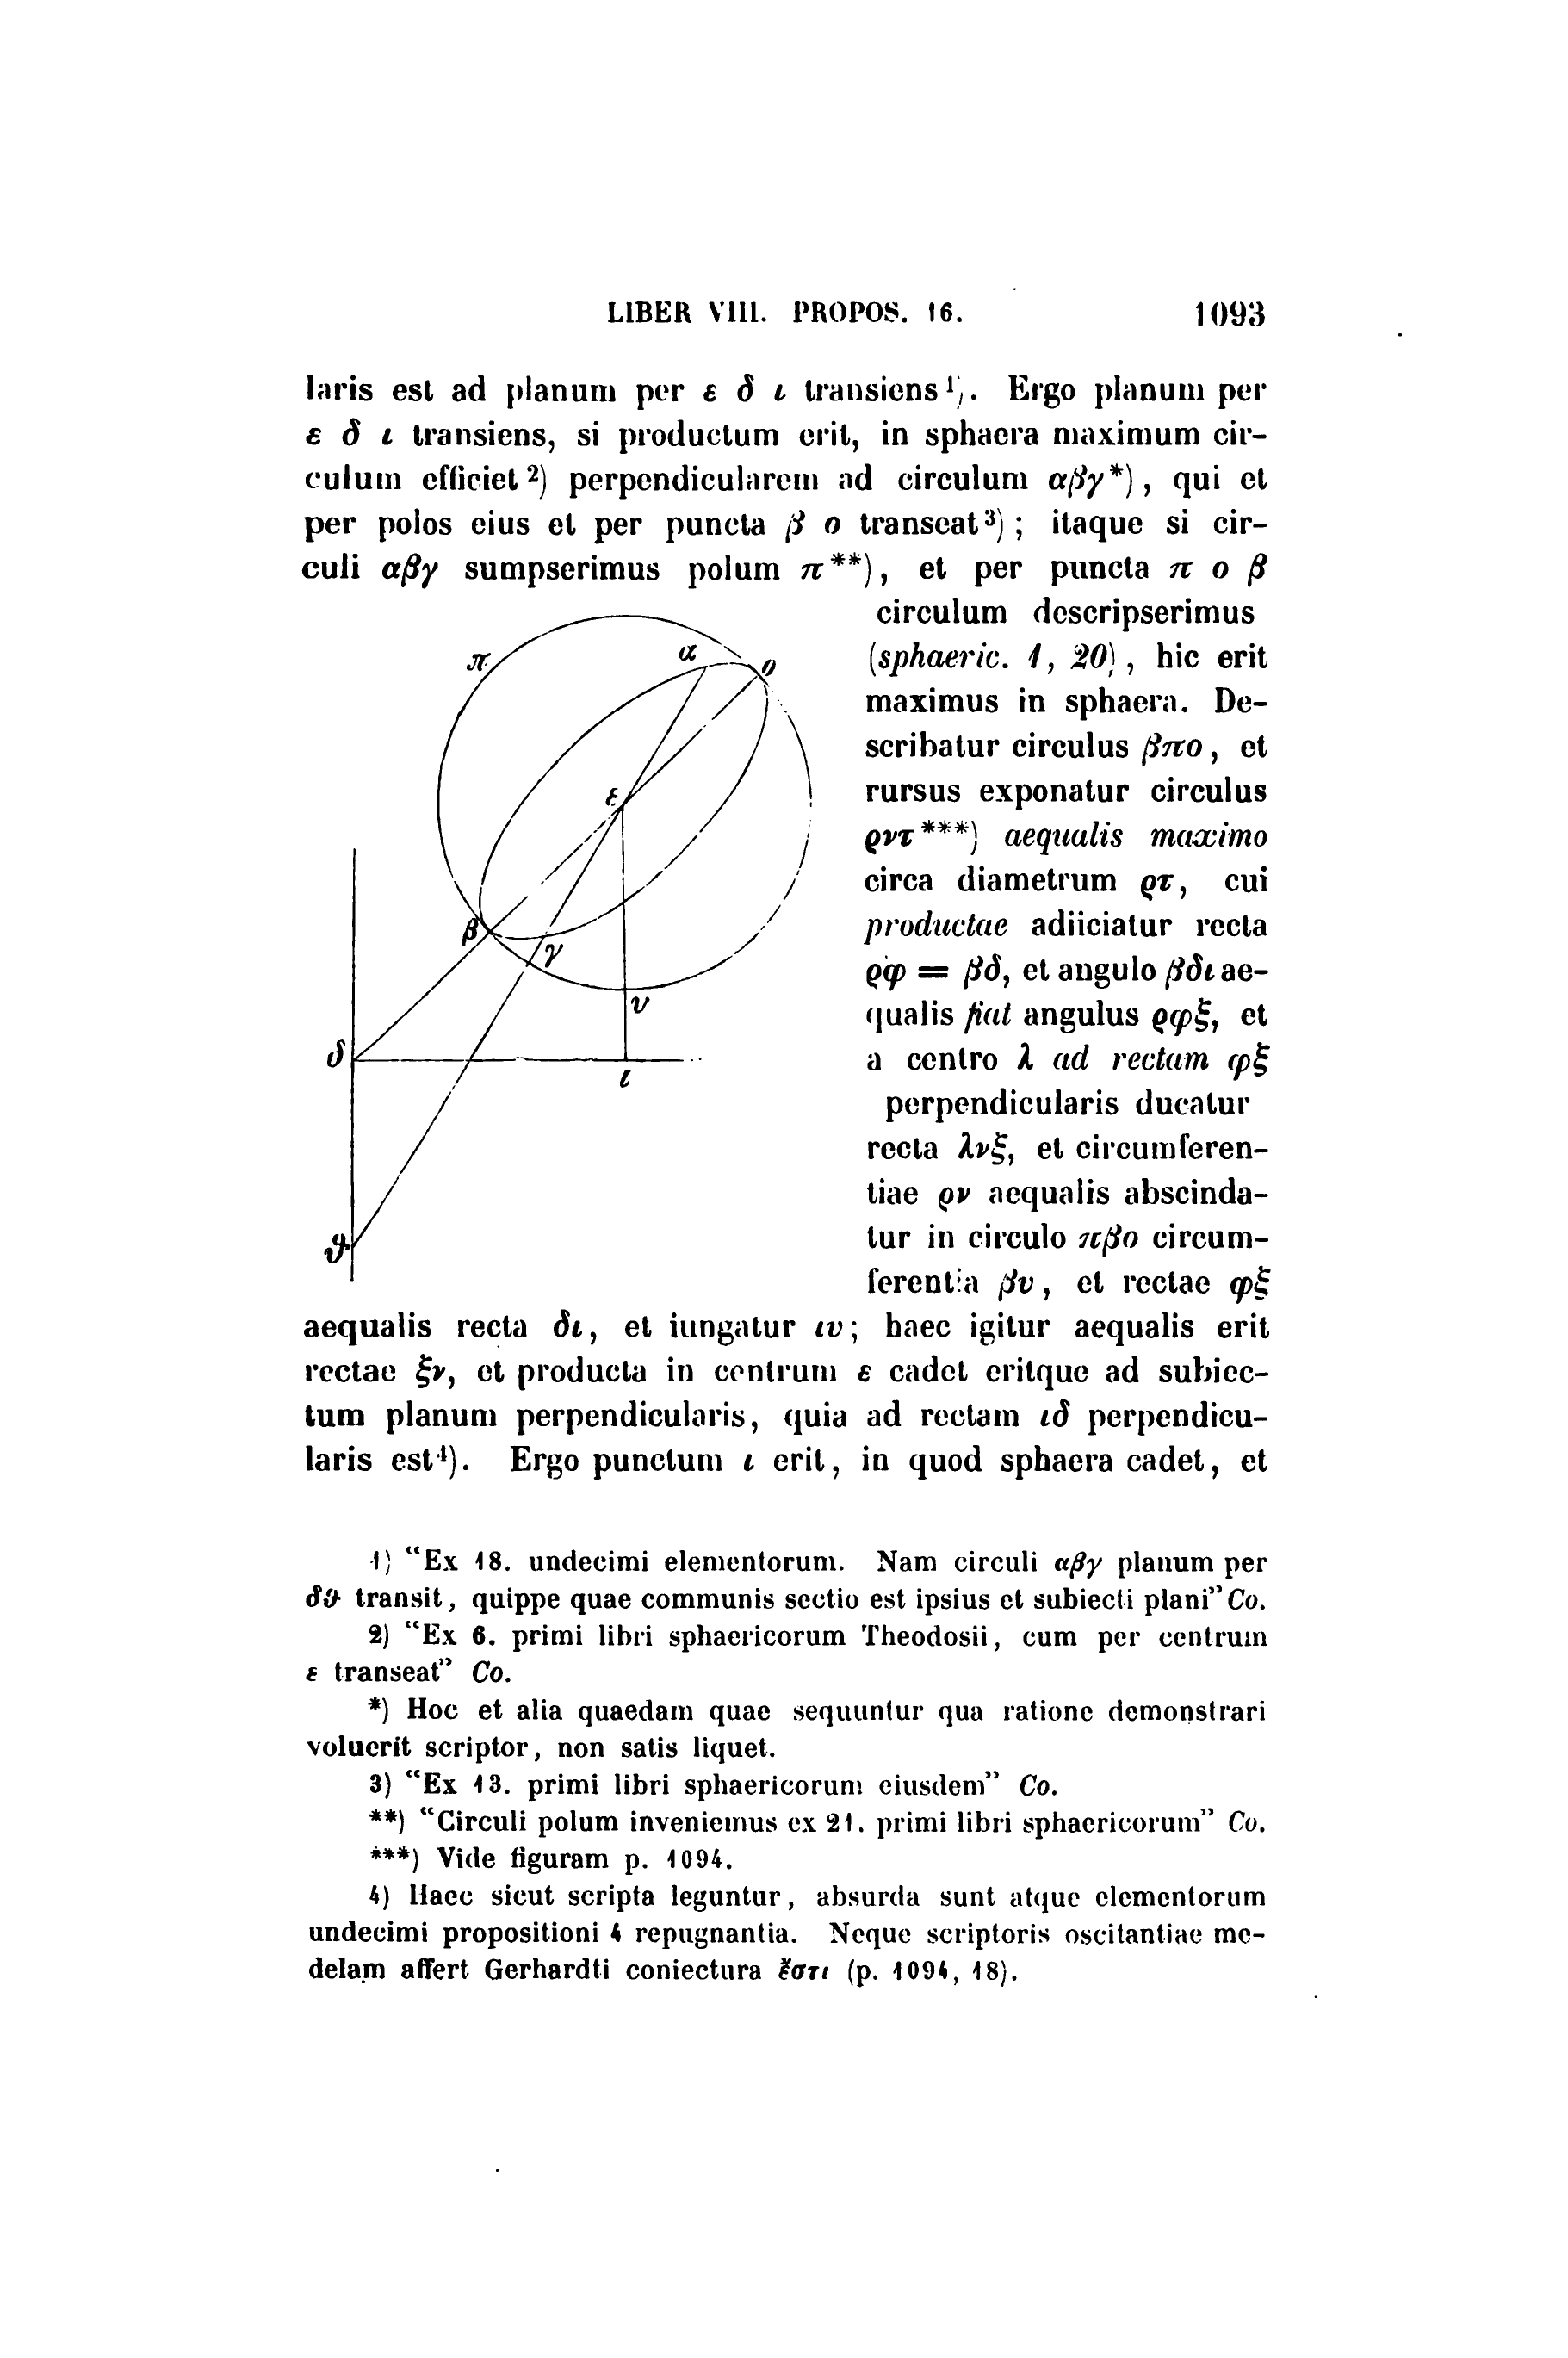 LIBER VIII. PROPOS. 16. 1093
laris est ad planum per ε δ ι transiens 1). Ergo planum per
ε δ ι transiens, si productum erit, in sphaera maximum cir-
culum efficiet 2) perpendicularem ad circulum αβγ*), qui et
per polos eius et per puncta β ο transeat 3); itaque si cir-
culi αβγ sumpserimus polum π**), et per puncta π ο β
circulum descripserimus
(sphaeric. 1, 20), hic erit
maximus in sphaera. De-
scribatur circulus βπο, et
rursus exponatur circulus
ρντ***) aequalis maximo
circa diametrum ρτ, cui
productae adiiciatur recta
ρφ = βδ, et angulo βδι ae-
qualis fiat angulus ρφξ, et
a centro λ ad rectam φξ
perpendicularis ducatur
recta λνξ, et circumferen-
tiae ρν aequalis abscinda-
tur in circulo πβο circum-
ferentia βυ, et rectae φξ
π
α
ο
ε
β
γ
υ
δ
ι
ϑ
aequalis recta δι, et iungatur ιυ; haec igitur aequalis erit
rectae ξν, et producta in centrum ε cadet eritque ad subiec-
tum planum perpendicularis, quia ad rectam ιδ perpendicu-
laris est 4). Ergo punctum ι erit, in quod sphaera cadet, et
1) “Ex 18. undecimi elementorum. Nam circuli αβγ planum per
δϑ transit, quippe quae communis sectio est ipsius et subiecti plani” Co.
2) “Ex 6. primi libri sphaericorum Theodosii, cum per centrum
ε transeat” Co.
*) Hoc et alia quaedam quae sequuntur qua ratione demonstrari
voluerit scriptor, non satis liquet.
3) “Ex 13. primi libri sphaericorum eiusdem” Co.
**) “Circuli polum inveniemus ex 21. primi libri sphaericorum” Co.
***) Vide figuram p. 1094.
4) Haec sicut scripta leguntur, absurda sunt atque elementorum
undecimi propositioni 4 repugnantia. Neque scriptoris oscitantiae me-
delam affert Gerhardti coniectura ἔστι (p. 1094, 18).